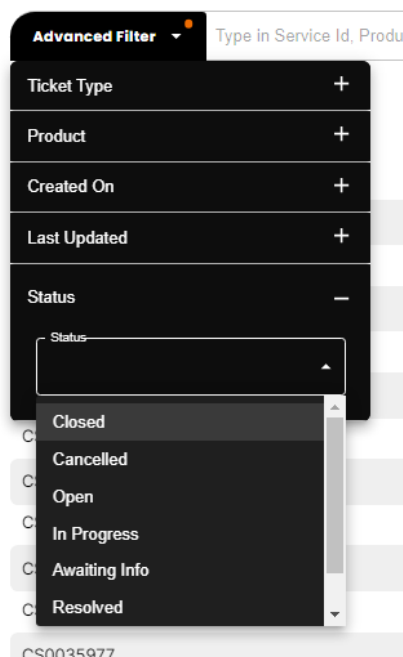 Advanced Filter
Type in Service Id, Produ
Ticket Type
Product
Created On
Last Updated
Status
Status
Closed
Cancelled
Open
In Progress
Awaiting Info
Resolved
CS0035977